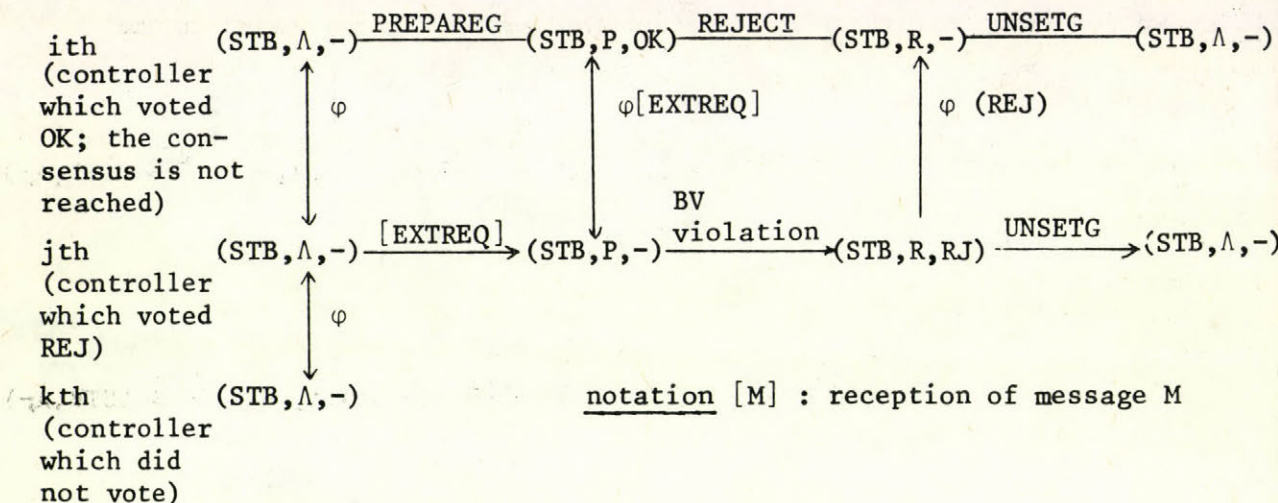 PREPAREG REJECT UNSETG
ith (STB,Λ,-) (STB,P,OK) (STB,R,-) (STB,Λ,-)
(controller
which voted φ φ[EXTREQ] φ (REJ)
OK; the con-
sensus is not
reached) BV
[EXTREQ] violation UNSETG
jth (STB,Λ,-) (STB,P,-) (STB,R,RJ) (STB,Λ,-)
(controller
which voted φ
REJ)
kth (STB,Λ,-) notation [M] : reception of message M
(controller
which did
not vote)